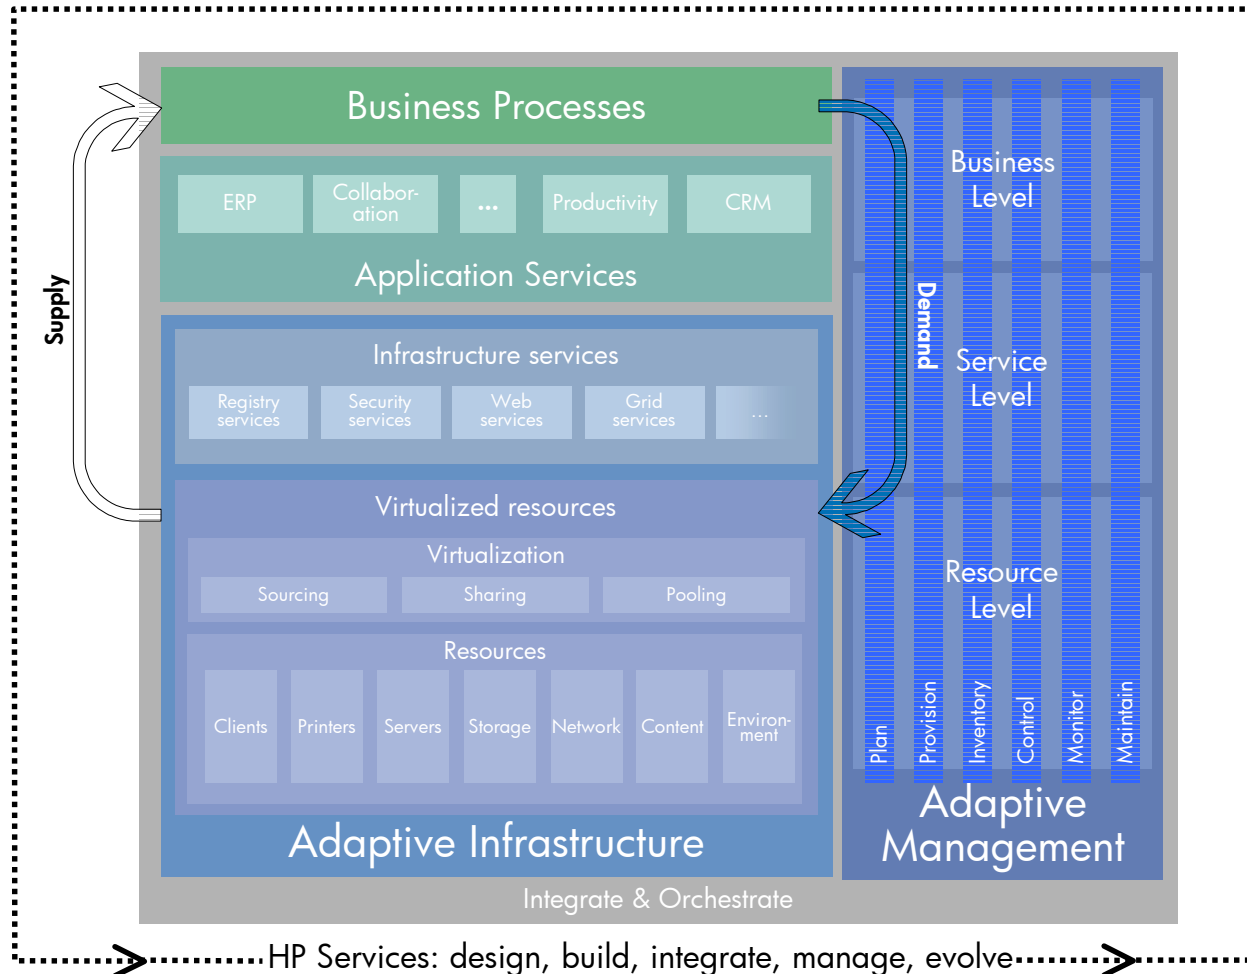 Business Processes
ERP
Collabor-
ation
...
Productivity
CRM
Application Services
Supply
Infrastructure services
Registry
services
Security
services
Web
services
Grid
services
...
Virtualized resources
Virtualization
Sourcing
Sharing
Pooling
Resources
Clients
Printers
Servers
Storage
Network
Content
Environ-
ment
Adaptive Infrastructure
Business
Level
Demand
Service
Level
Resource
Level
Plan
Provision
Inventory
Control
Monitor
Maintain
Adaptive
Management
Integrate & Orchestrate
HP Services: design, build, integrate, manage, evolve